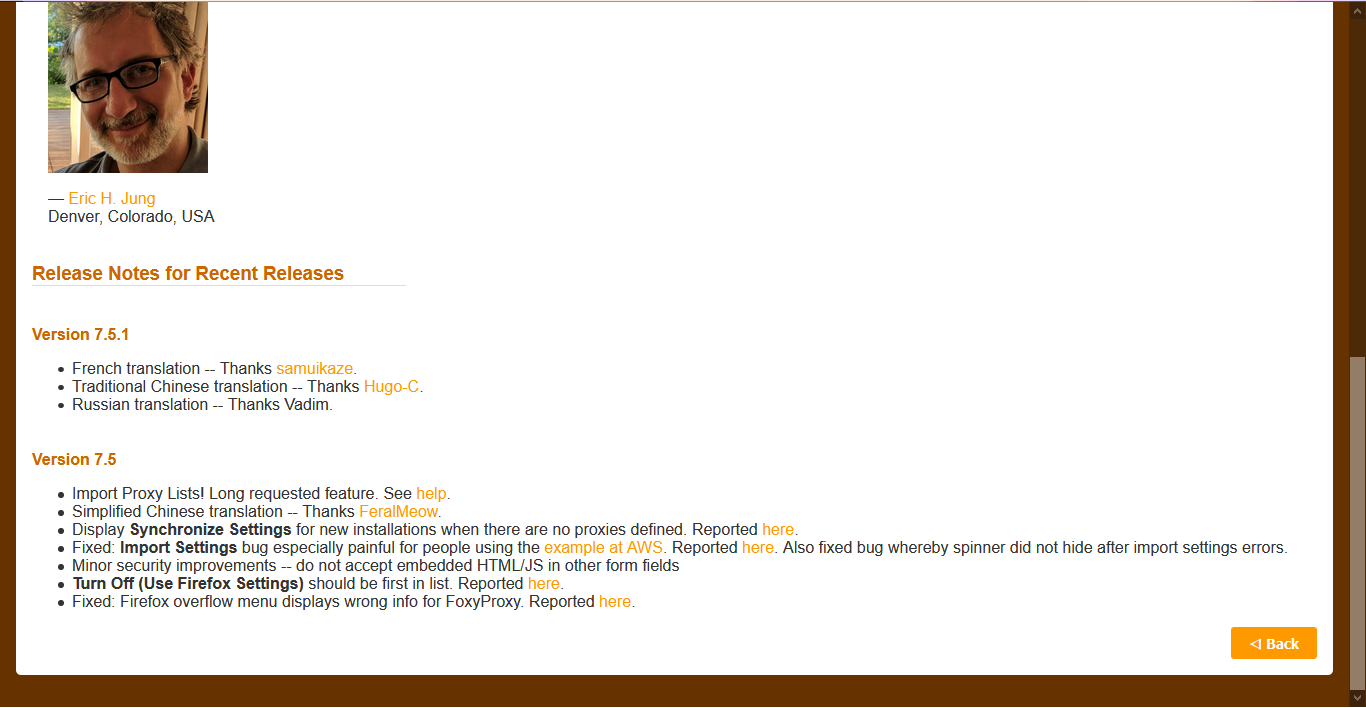 — Eric H. Jung
Denver, Colorado, USA
Release Notes for Recent Releases
Version 7.5.1
French translation -- Thanks samuikaze.
Traditional Chinese translation -- Thanks Hugo-C.
Russian translation -- Thanks Vadim.
Version 7.5
Import Proxy Lists! Long requested feature. See help.
Simplified Chinese translation -- Thanks FeralMeow.
Display Synchronize Settings for new installations when there are no proxies defined. Reported here.
Fixed: Import Settings bug especially painful for people using the example at AWS. Reported here. Also fixed bug whereby spinner did not hide after import settings errors.
Minor security improvements -- do not accept embedded HTML/JS in other form fields
Turn Off (Use Firefox Settings) should be first in list. Reported here.
Fixed: Firefox overflow menu displays wrong info for FoxyProxy. Reported here.
Back